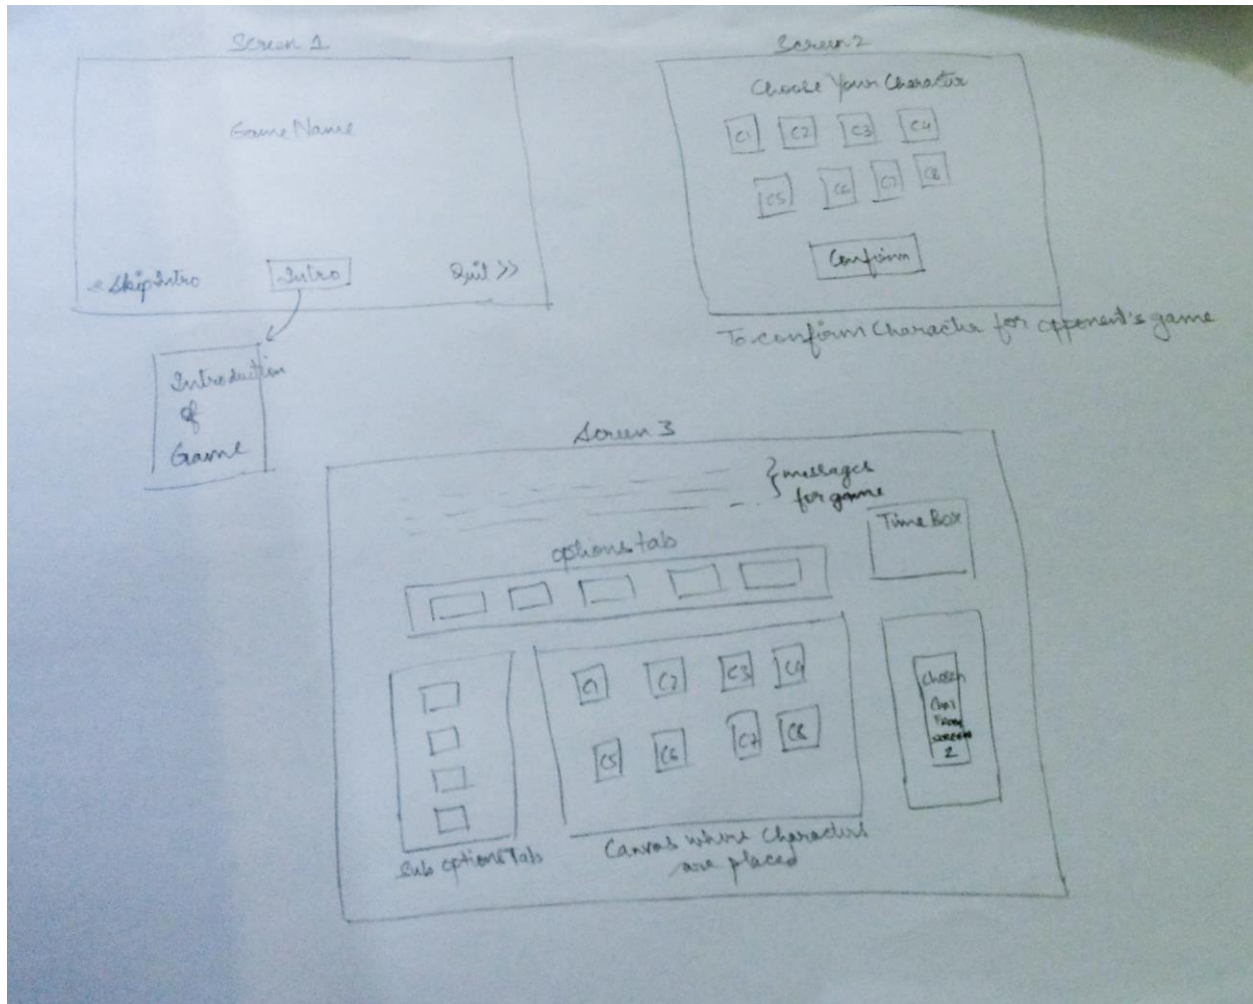 Screen 1
Game Name
< Skip Intro
Intro
Quit >>
Introduction
of
Game
Screen 2
Choose Your Character
C1 C2 C3 C4
C5 C6 C7 C8
Confirm
To confirm Character for opponent's game
Screen 3
} messages
for game
Time Box
options tab
C1 C2 C3 C4
C5 C6 C7 C8
Chosen
Char
From
screen
2
Sub options Tab
Canvas where Characters
are placed